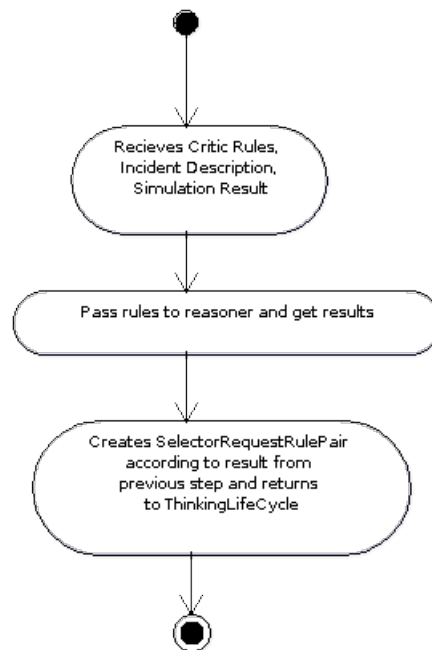 Recieves Critic Rules,
Incident Description,
Simulation Result
Pass rules to reasoner and get results
Creates SelectorRequestRulePair
according to result from
previous step and returns
to ThinkingLifeCycle